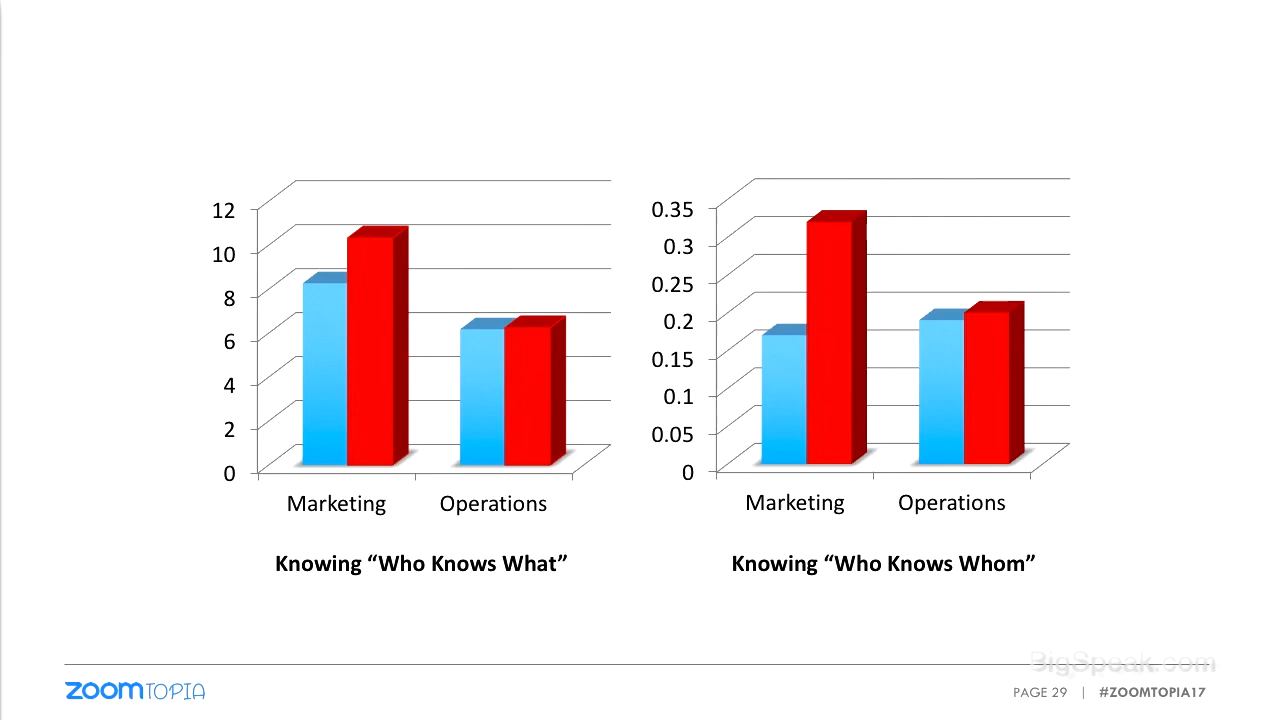 12
10
8
6
4
2
0
Marketing Operations
Knowing “Who Knows What”
0.35
0.3
0.25
0.2
0.15
0.1
0.05
0
Marketing Operations
Knowing “Who Knows Whom”
BigSpeak.com
ZOOMTOPIA
PAGE 29 | #ZOOMTOPIA17